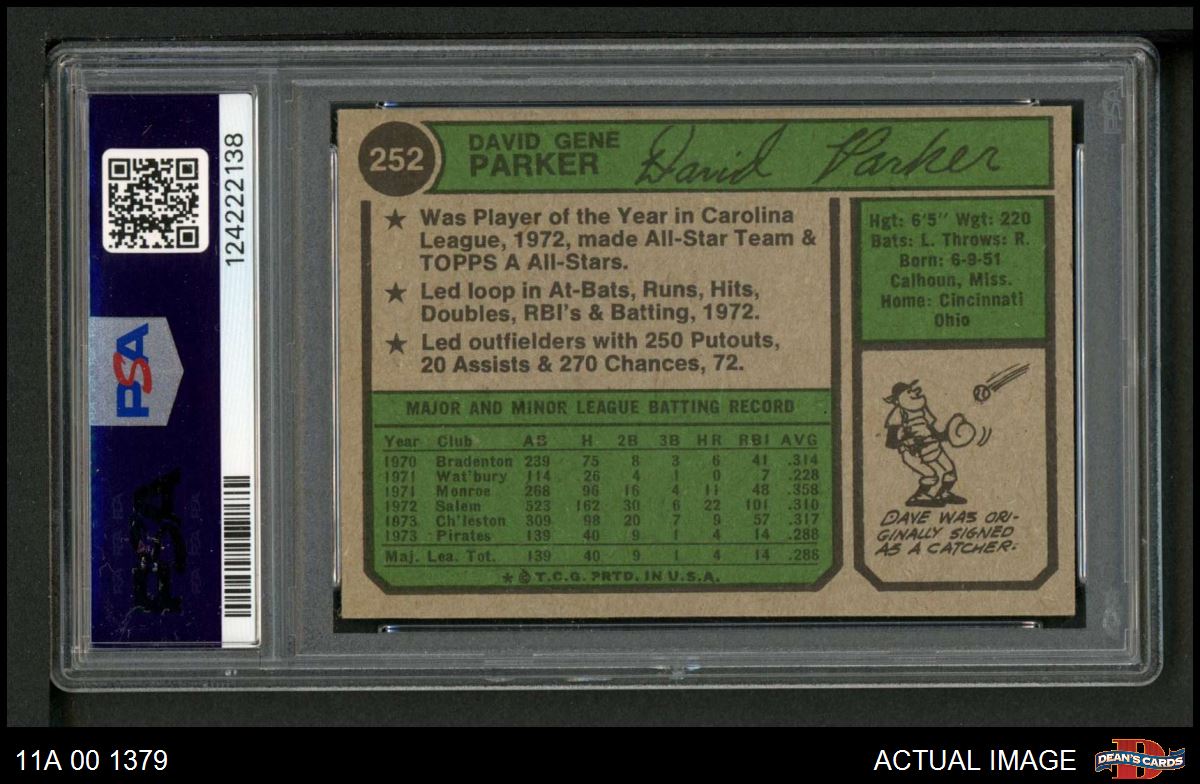 124222138
PSA
PSA
252
DAVID GENE
PARKER
David Parker
★ Was Player of the Year in Carolina
League, 1972, made All-Star Team &
TOPPS A All-Stars.
★ Led loop in At-Bats, Runs, Hits,
Doubles, RBI's & Batting, 1972.
★ Led outfielders with 250 Putouts,
20 Assists & 270 Chances, 72.
Hgt: 6'5" Wgt: 220
Bats: L. Throws: R.
Born: 6-9-51
Calhoun, Miss.
Home: Cincinnati
Ohio
MAJOR AND MINOR LEAGUE BATTING RECORD
Year Club AB H 2B 3B HR RBI AVG
1970 Bradenton 239 75 8 3 6 41 .314
1971 Wat'bury 114 26 4 1 0 7 .228
1971 Monroe 268 96 16 4 11 48 .358
1972 Salem 523 162 30 6 22 101 .310
1973 Ch'leston 309 98 20 7 9 57 .317
1973 Pirates 139 40 9 1 4 14 .288
Maj. Lea. Tot. 139 40 9 1 4 14 .288
★ © T.C.G. PRTD. IN U.S.A.
DAVE WAS ORI-
GINALLY SIGNED
AS A CATCHER.
11A 00 1379
ACTUAL IMAGE
D
DEAN'S CARDS